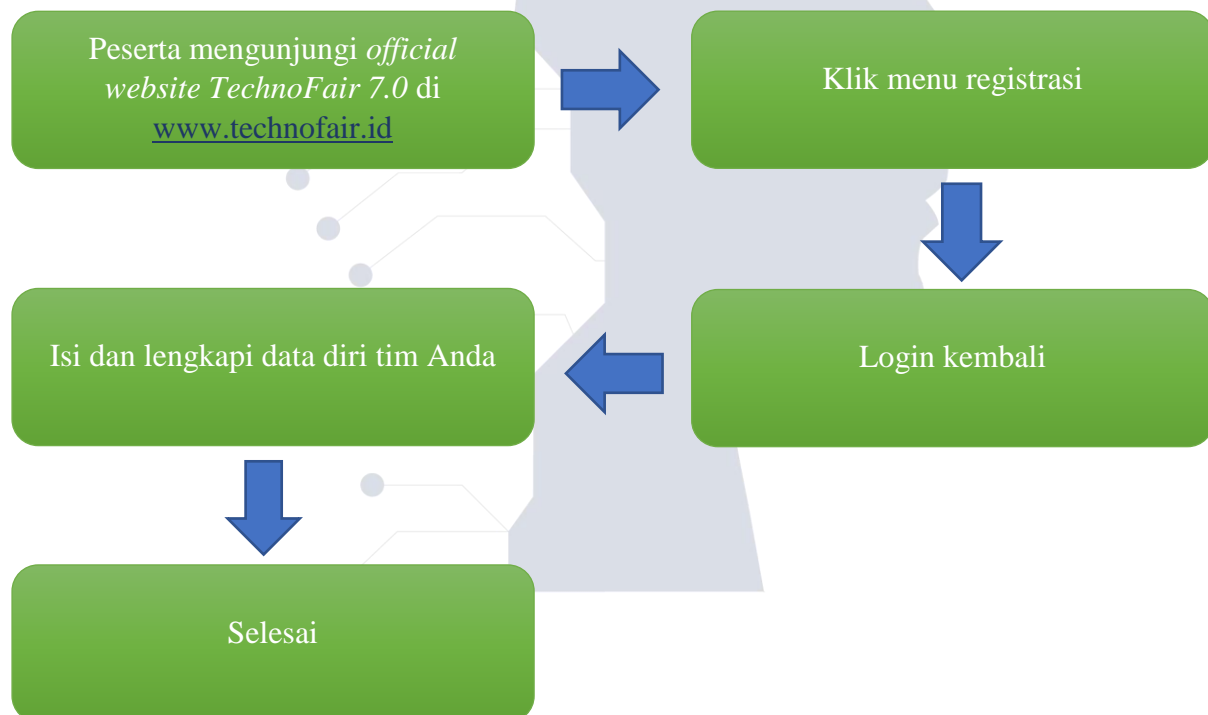 Peserta mengunjungi official
website TechnoFair 7.0 di
www.technofair.id
Klik menu registrasi
Login kembali
Isi dan lengkapi data diri tim Anda
Selesai